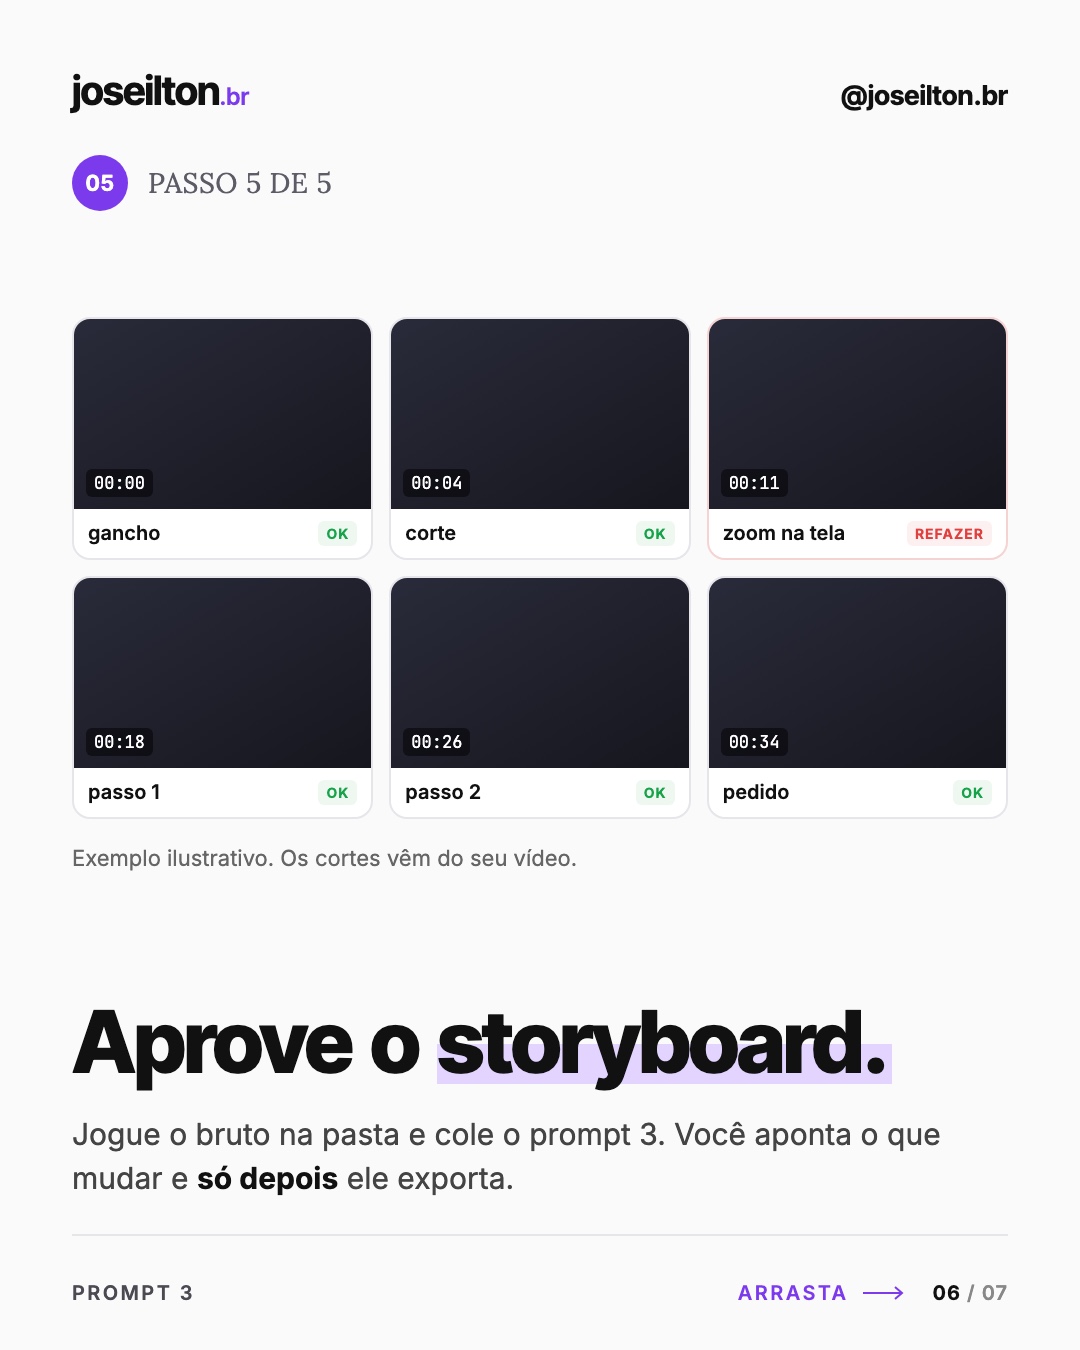 joseilton.br
@joseilton.br
05 PASSO 5 DE 5
00:00
gancho OK
00:04
corte OK
00:11
zoom na tela REFAZER
00:18
passo 1 OK
00:26
passo 2 OK
00:34
pedido OK
Exemplo ilustrativo. Os cortes vêm do seu vídeo.
Aprove o storyboard.
Jogue o bruto na pasta e cole o prompt 3. Você aponta o que
mudar e só depois ele exporta.
PROMPT 3
ARRASTA → 06 / 07